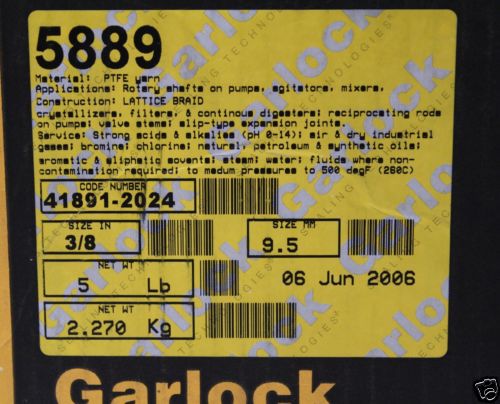 5889
Material: PTFE yarn
Applications: Rotary shafts on pumps, agitators, mixers,
Construction: LATTICE BRAID
crystallizers, filters, & continous digesters; reciprocating rods
on pumps; valve stems; slip-type expansion joints.
Service: Strong acids & alkalies (pH 0-14); air & dry industrial
gases; bromine; chlorine; natural, petroleum & synthetic oils;
aromatic & aliphatic sovents; steam; water; fluids where non-
contamination is required; to medum pressures to 500 degF (260C)
CODE NUMBER
41891-2024
SIZE IN
3/8
SIZE MM
9.5
NET WT
5 Lb
06 Jun 2006
NET WT
2.270 Kg
Garlock